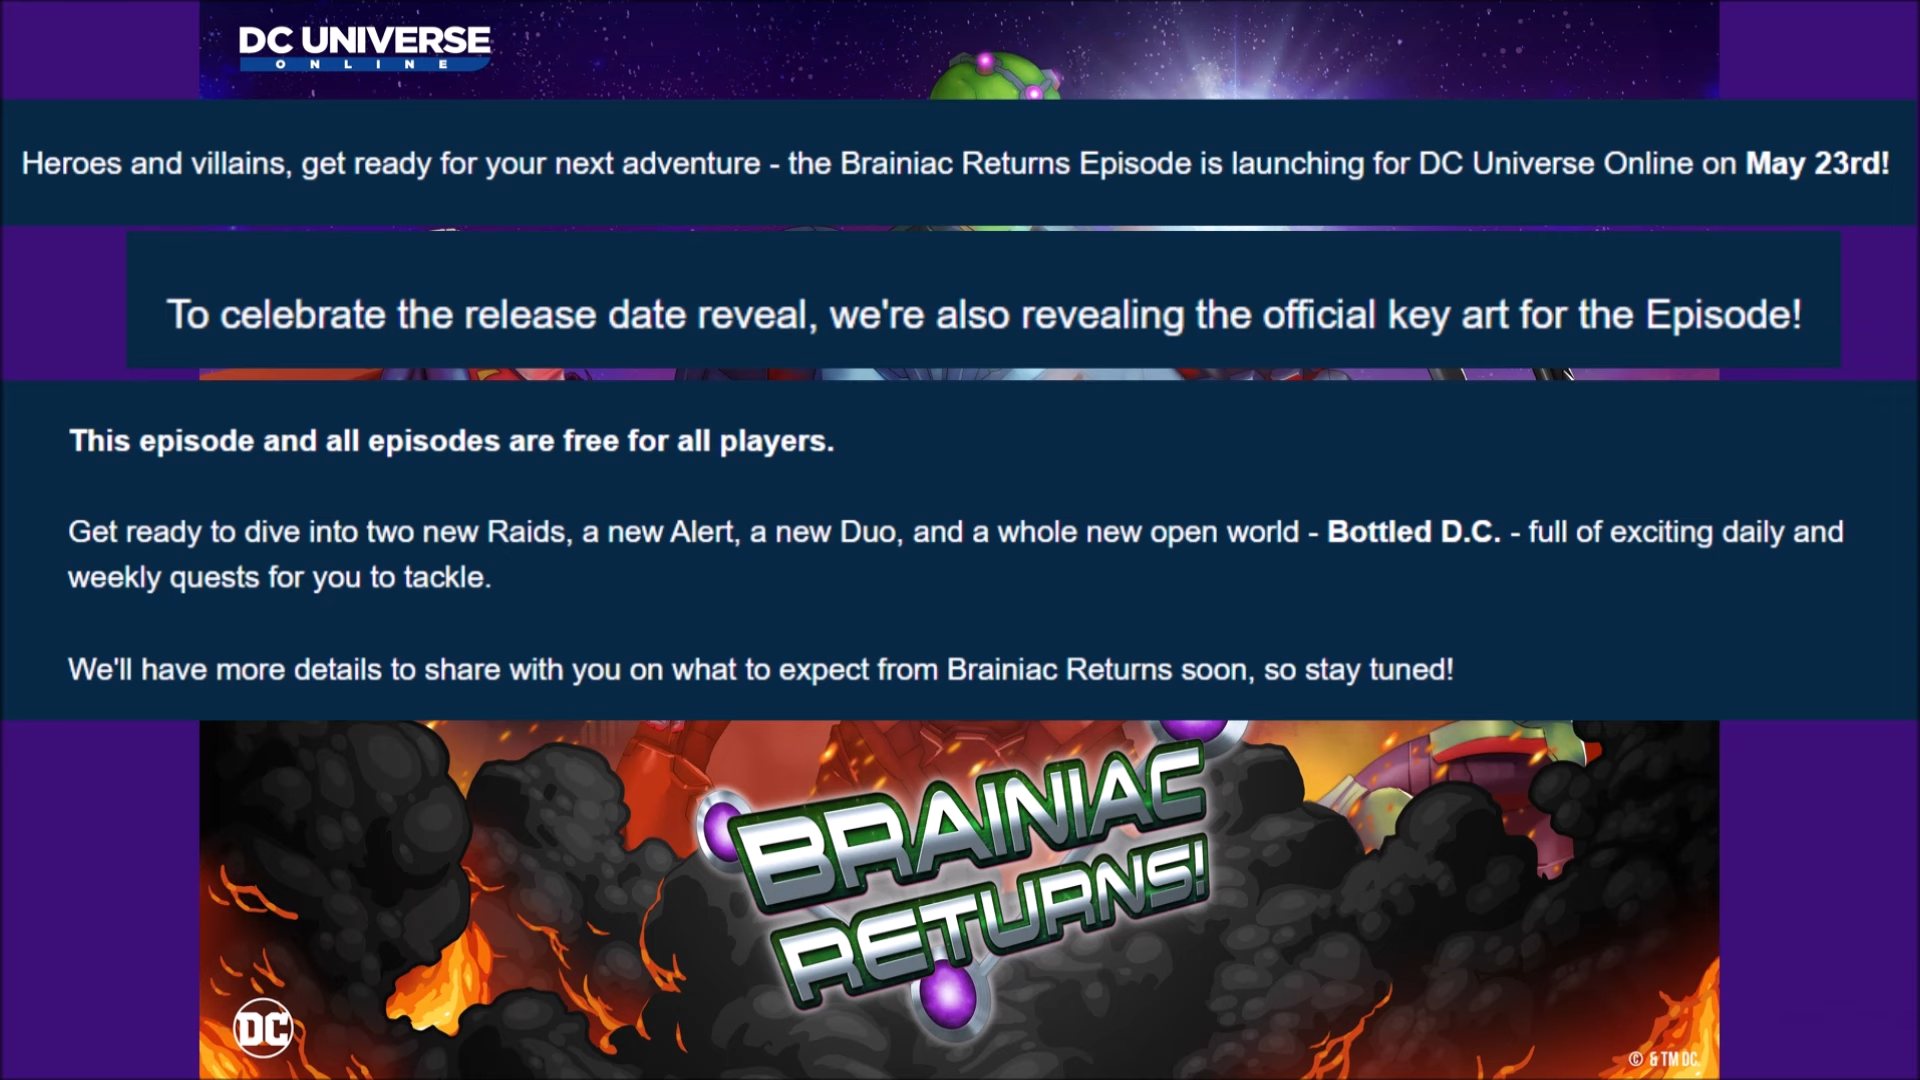 DC UNIVERSE
ONLINE
Heroes and villains, get ready for your next adventure - the Brainiac Returns Episode is launching for DC Universe Online on May 23rd!
To celebrate the release date reveal, we're also revealing the official key art for the Episode!
This episode and all episodes are free for all players.
Get ready to dive into two new Raids, a new Alert, a new Duo, and a whole new open world - Bottled D.C. - full of exciting daily and
weekly quests for you to tackle.
We'll have more details to share with you on what to expect from Brainiac Returns soon, so stay tuned!
BRAINIAC
RETURNS!
DC
© & TM DC.